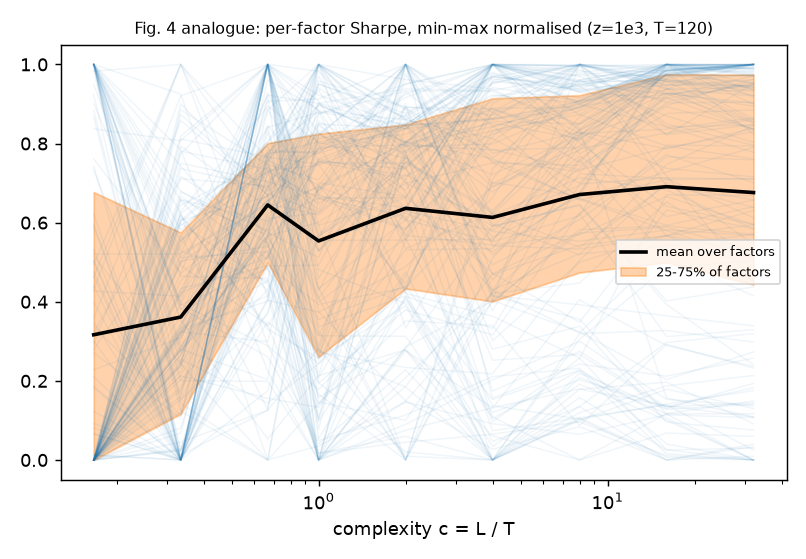 Fig. 4 analogue: per-factor Sharpe, min-max normalised (z=1e3, T=120)
1.0
0.8
0.6
0.4
0.2
0.0
mean over factors
25-75% of factors
10⁰
10¹
complexity c = L / T